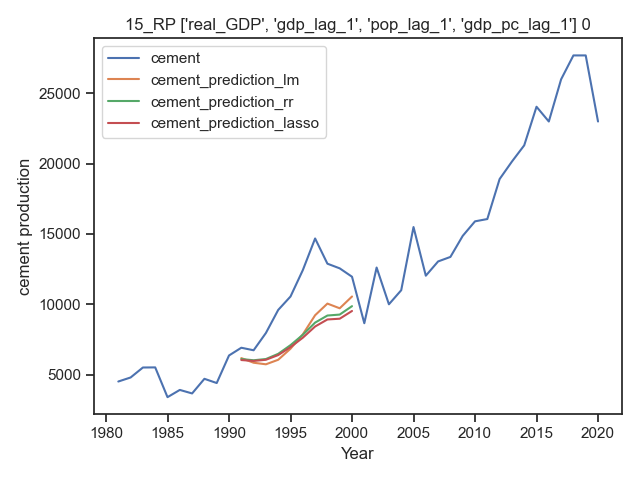 15_RP ['real_GDP', 'gdp_lag_1', 'pop_lag_1', 'gdp_pc_lag_1'] 0
cement
cement_prediction_lm
cement_prediction_rr
cement_prediction_lasso
cement production
25000
20000
15000
10000
5000
1980 1985 1990 1995 2000 2005 2010 2015 2020
Year